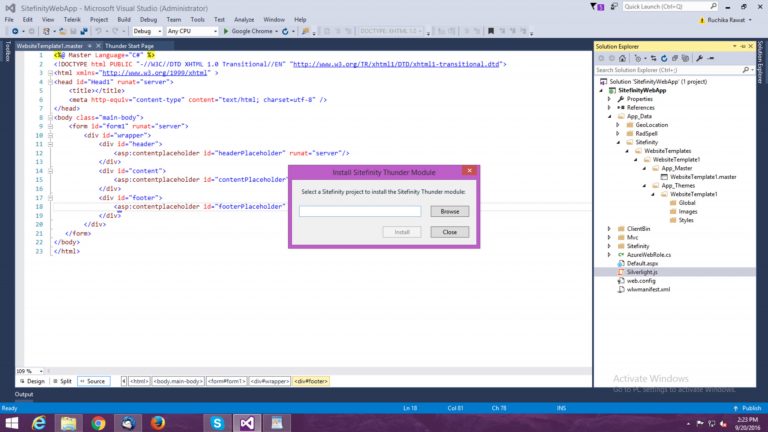 SitefinityWebApp - Microsoft Visual Studio (Administrator)
Quick Launch (Ctrl+Q)
File Edit View Telerik Project Build Debug Team Tools Test Analyze Window Help
Ruchika Rawat
Debug Any CPU Google Chrome DOCTYPE: XHTML 1.0 Transitional
WebsiteTemplate1.master Thunder Start Page
1 <%@ Master Language="C#" %>
2 <!DOCTYPE html PUBLIC "-//W3C//DTD XHTML 1.0 Transitional//EN" "http://www.w3.org/TR/xhtml1/DTD/xhtml1-transitional.dtd">
3 <html xmlns="http://www.w3.org/1999/xhtml" >
4 <head id="Head1" runat="server">
5 <title></title>
6 <meta http-equiv="content-type" content="text/html; charset=utf-8" />
7 </head>
8 <body class="main-body">
9 <form id="form1" runat="server">
10 <div id="wrapper">
11 <div id="header">
12 <asp:contentplaceholder id="headerPlaceholder" runat="server"/>
13 </div>
14 <div id="content">
15 <asp:contentplaceholder id="contentPlaceholder"
16 </div>
17 <div id="footer">
18 <asp:contentplaceholder id="footerPlaceholder"
19 </div>
20 </div>
21 </form>
22 </body>
23 </html>
Install Sitefinity Thunder Module
Select a Sitefinity project to install the Sitefinity Thunder module:
Browse
Install
Close
Toolbox
Solution Explorer
Solution Explorer
Search Solution Explorer (Ctrl+;)
Solution 'SitefinityWebApp' (1 project)
SitefinityWebApp
Properties
References
App_Data
GeoLocation
RadSpell
Sitefinity
WebsiteTemplates
WebsiteTemplate1
App_Master
WebsiteTemplate1.master
App_Themes
WebsiteTemplate1
Global
Images
Styles
ClientBin
Mvc
Sitefinity
AzureWebRole.cs
Default.aspx
Silverlight.js
web.config
wlwmanifest.xml
Activate Windows
Go to PC settings to activate Windows.
109 %
Design Split Source <html> <body.main-body> <form#form1> <div#wrapper> <div#footer>
Output
Ready Ln 18 Col 81 Ch 78 INS
2:23 PM
9/20/2016